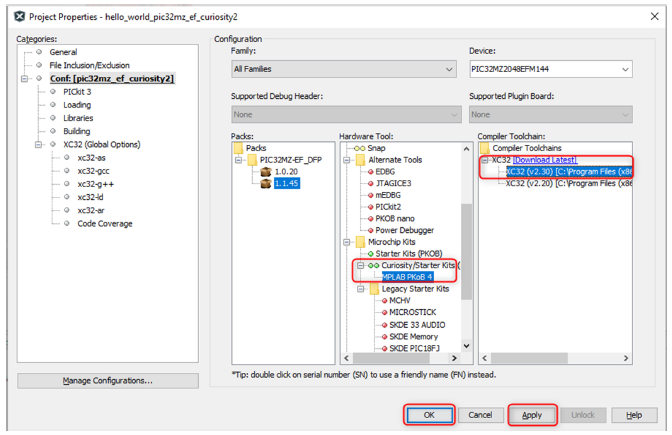 Project Properties - hello_world_pic32mz_ef_curiosity2
Categories:
General
File Inclusion/Exclusion
Conf: [pic32mz_ef_curiosity2]
PICkit 3
Loading
Libraries
Building
XC32 (Global Options)
xc32-as
xc32-gcc
xc32-g++
xc32-ld
xc32-ar
Code Coverage
Manage Configurations...
Configuration
Family:
All Families
Device:
PIC32MZ2048EFM144
Supported Debug Header:
None
Supported Plugin Board:
None
Packs:
Packs
PIC32MZ-EF_DFP
1.0.20
1.1.45
Hardware Tool:
Snap
Alternate Tools
EDBG
JTAGICE3
mEDBG
PICkit2
PKOB nano
Power Debugger
Microchip Kits
Starter Kits (PKOB)
Curiosity/Starter Kits (
MPLAB PKoB 4
Legacy Starter Kits
MCHV
MICROSTICK
SKDE 33 AUDIO
SKDE Memory
SKDE PIC18FJ
Compiler Toolchain:
Compiler Toolchains
XC32 [Download Latest]
XC32 (v2.30) [C:\Program Files (x86
XC32 (v2.20) [C:\Program Files (x86
*Tip: double click on serial number (SN) to use a friendly name (FN) instead.
OK
Cancel
Apply
Unlock
Help